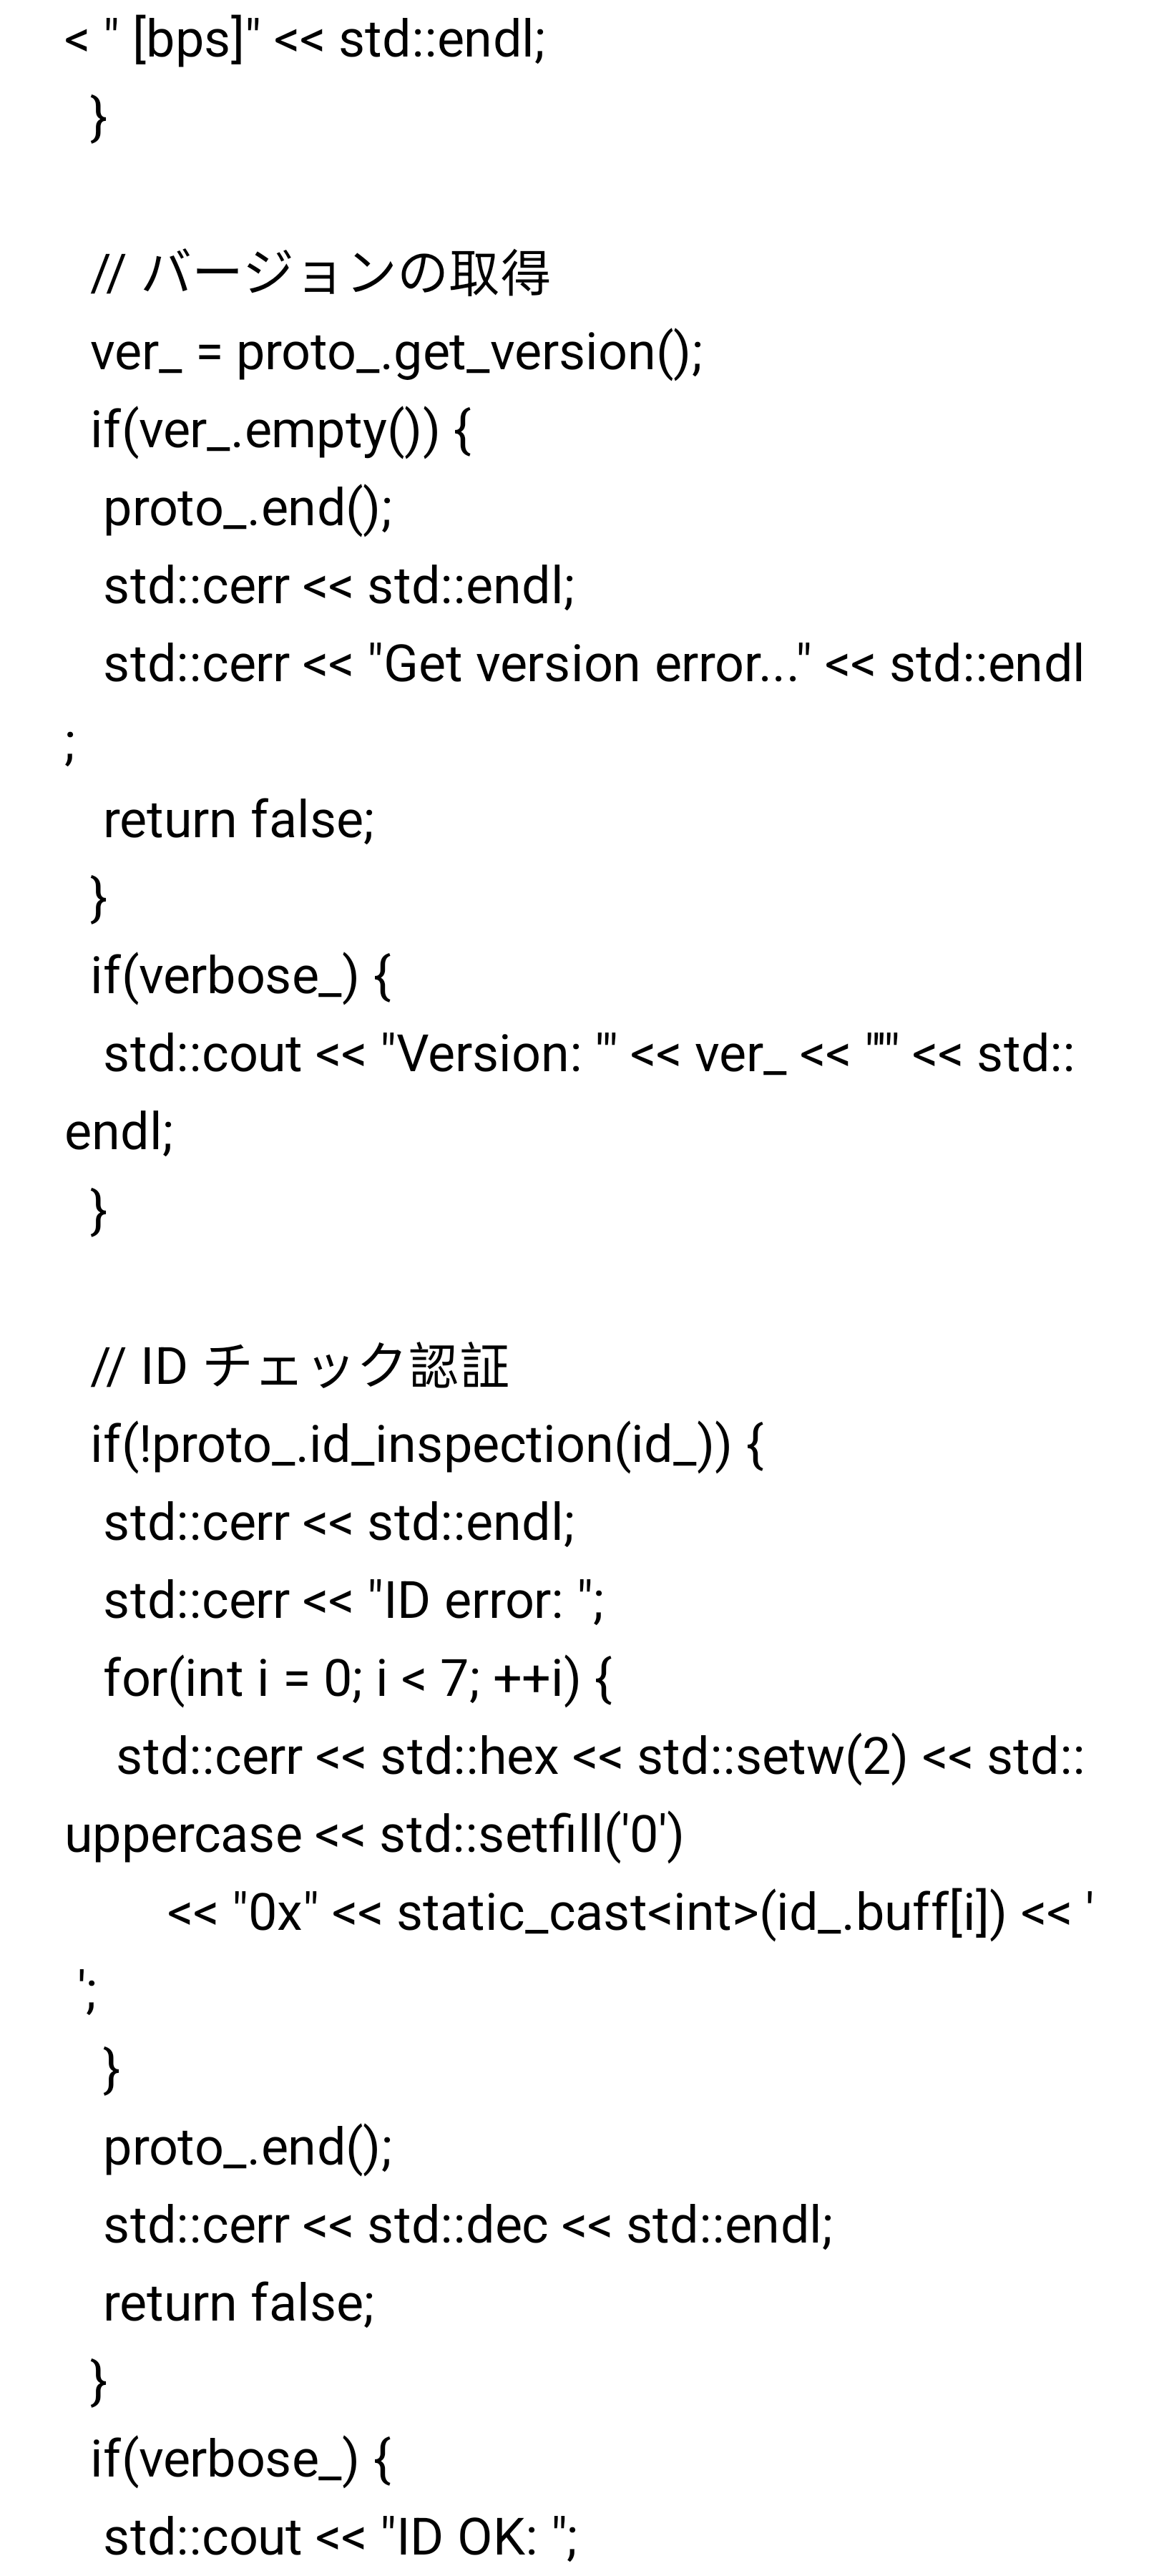 < " [bps]" << std::endl;
}
// バージョンの取得
ver_ = proto_.get_version();
if(ver_.empty()) {
proto_.end();
std::cerr << std::endl;
std::cerr << "Get version error..." << std::endl
;
return false;
}
if(verbose_) {
std::cout << "Version: '" << ver_ << "'" << std::
endl;
}
// ID チェック認証
if(!proto_.id_inspection(id_)) {
std::cerr << std::endl;
std::cerr << "ID error: ";
for(int i = 0; i < 7; ++i) {
std::cerr << std::hex << std::setw(2) << std::
uppercase << std::setfill('0')
<< "0x" << static_cast<int>(id_.buff[i]) << '
';
}
proto_.end();
std::cerr << std::dec << std::endl;
return false;
}
if(verbose_) {
std::cout << "ID OK: ";